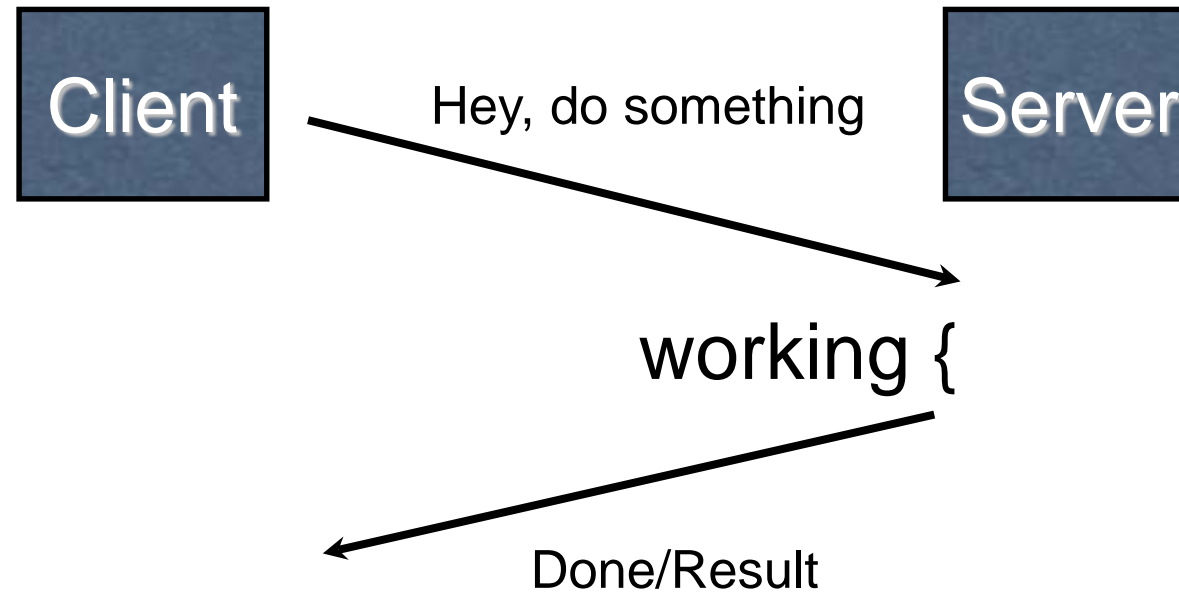 Client
Hey, do something
Server
working {
Done/Result